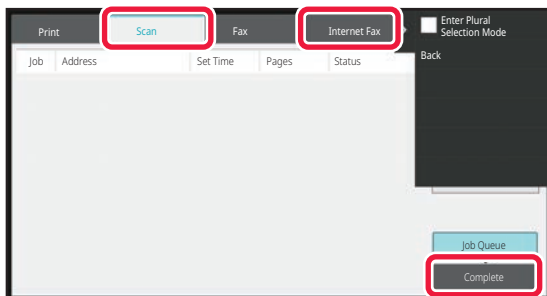 Print Scan Fax Internet Fax
Enter Plural
Selection Mode
Job Address Set Time Pages Status
Back
Job Queue
Complete